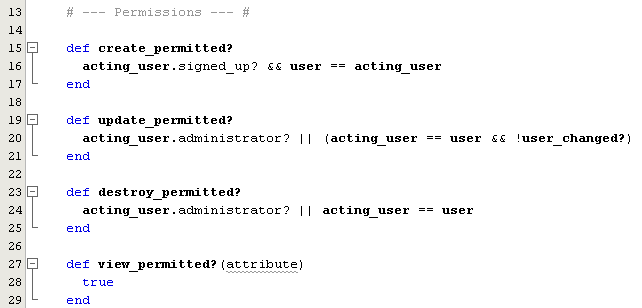 13 # --- Permissions --- #
14
15 def create_permitted?
16 acting_user.signed_up? && user == acting_user
17 end
18
19 def update_permitted?
20 acting_user.administrator? || (acting_user == user && !user_changed?)
21 end
22
23 def destroy_permitted?
24 acting_user.administrator? || acting_user == user
25 end
26
27 def view_permitted?(attribute)
28 true
29 end